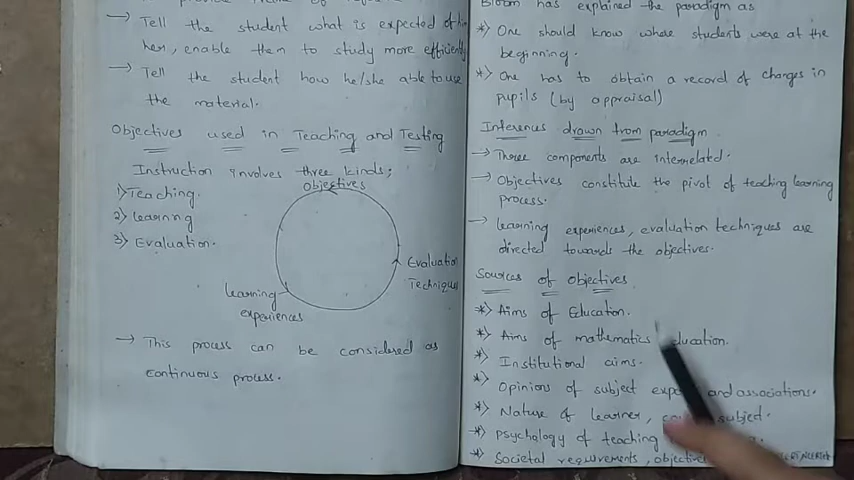 → Tell the student what is expected of him
her, enable them to study more efficiently
→ Tell the student how he/she able to use
the material.
Objectives used in Teaching and Testing
Instruction involves three kinds;
1) Teaching.
2) learning
3) Evaluation.
Objectives
Evaluation
Techniques
learning
experiences
→ This process can be considered as
continuous process.
Bloom has explained the paradigm as
*) One should know where students were at the
beginning.
*) One has to obtain a record of changes in
pupils (by appraisal)
Inferences drawn from paradigm
→ Three components are interrelated.
→ Objectives constitute the pivot of teaching learning
process.
→ learning experiences, evaluation techniques are
directed towards the objectives.
Sources of objectives
*) Aims of Education.
*) Aims of mathematics education.
*) Institutional aims.
*) Opinions of subject and associations.
*) Nature of learner, subject.
*) Psychology of teaching
*) Societal requirements,